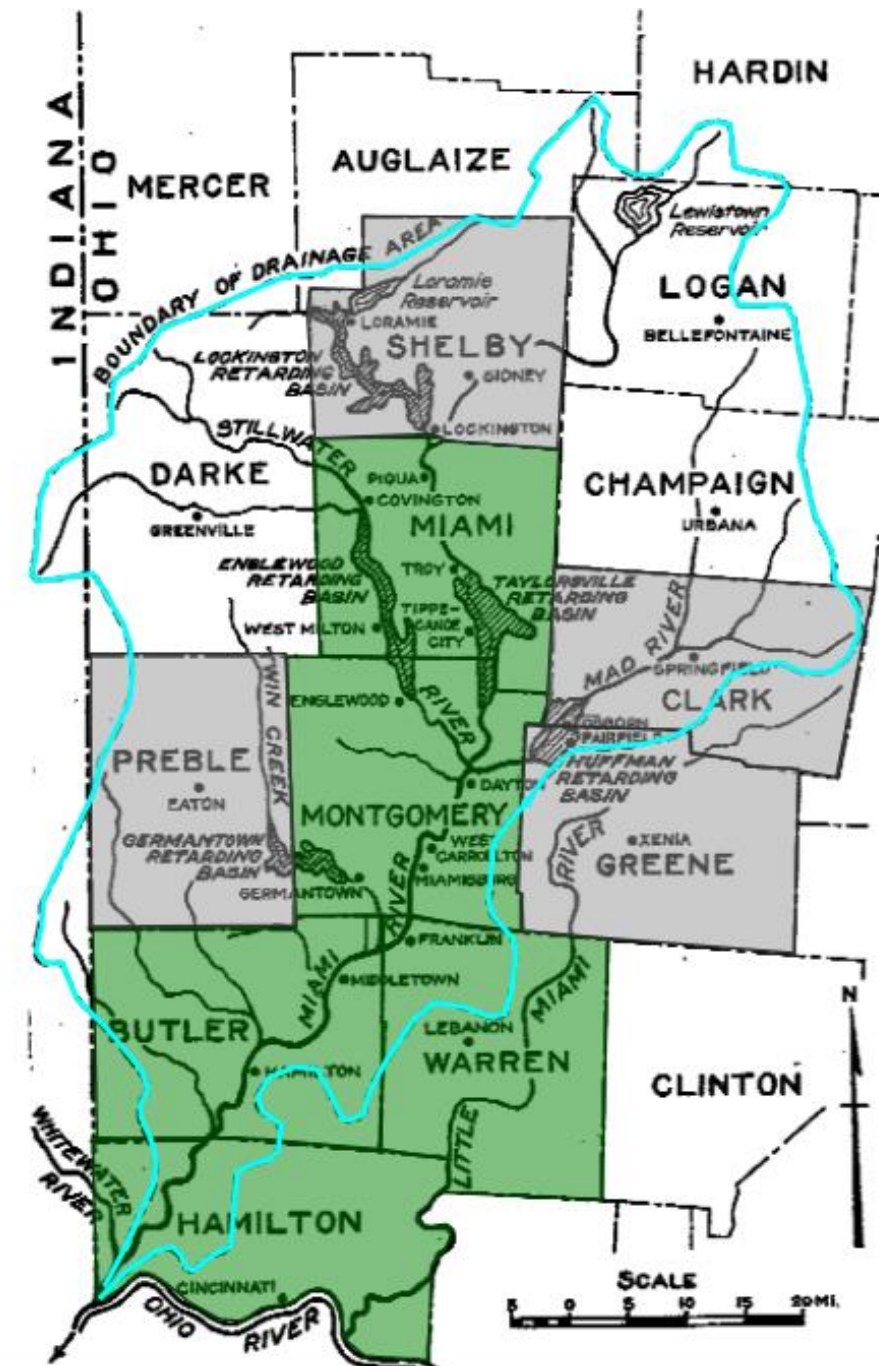 HARDIN
INDIANA
OHIO
AUGLAIZE
MERCER
Lewistown
Reservoir
BOUNDARY OF DRAINAGE AREA
Loramie
Reservoir
LOGAN
LORAMIE
BELLEFONTAINE
SHELBY
LOCKINGTON
RETARDING
BASIN
SIDNEY
STILLWATER
LOCKINGTON
DARKE
PIQUA
COVINGTON
CHAMPAIGN
GREENVILLE
MIAMI
URBANA
ENGLEWOOD
RETARDING
BASIN
TROY
TAYLORSVILLE
RETARDING
BASIN
TIPPE-
CANOE
CITY
WEST MILTON
MAD RIVER
SPRINGFIELD
TWIN CREEK
ENGLEWOOD
RIVER
CLARK
OSBORN
FAIRFIELD
PREBLE
HUFFMAN
RETARDING
BASIN
DAYTON
EATON
MONTGOMERY
RIVER
GERMANTOWN
RETARDING
BASIN
WEST
CARROLLTON
XENIA
GREENE
MIAMISBURG
GERMANTOWN
RIVER
FRANKLIN
MIAMI
MIDDLETOWN
MIAMI
N
BUTLER
LEBANON
WARREN
HAMILTON
CLINTON
LITTLE
WHITEWATER
RIVER
HAMILTON
CINCINNATI
SCALE
OHIO
RIVER
5 0 5 10 15 20 MI.